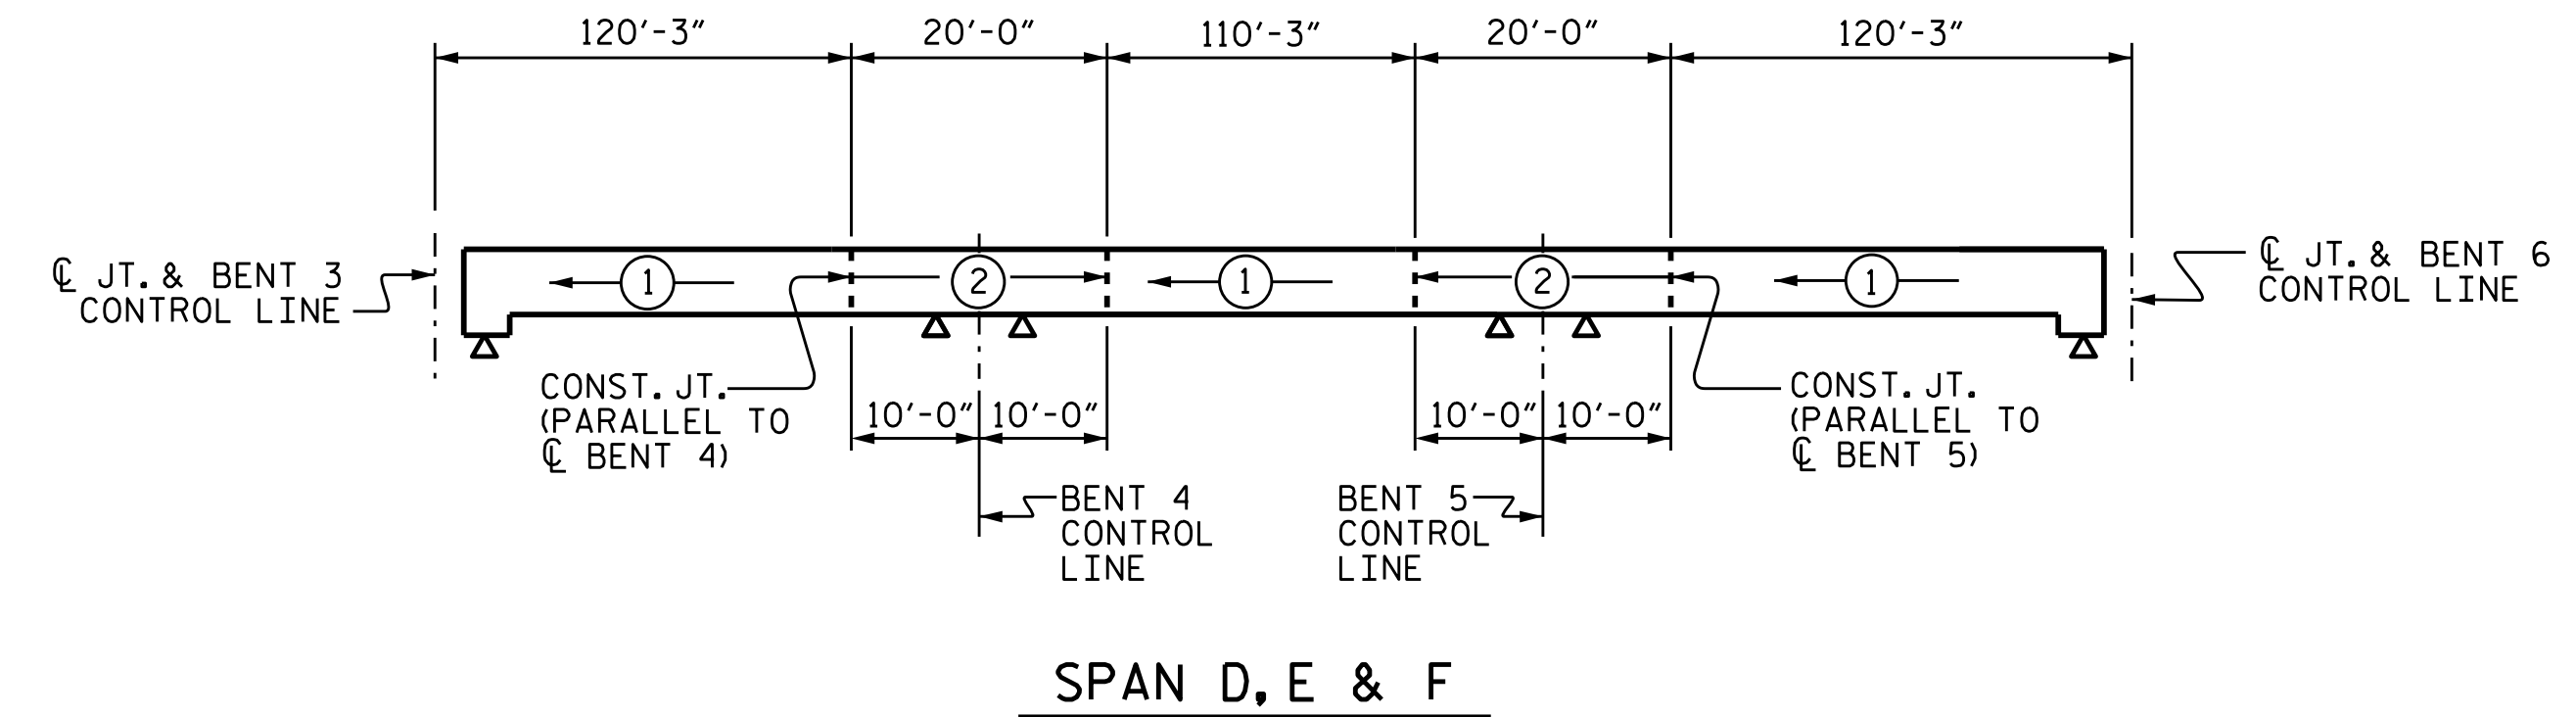 120'-3" 20'-0" 110'-3" 20'-0" 120'-3"
℄ JT. & BENT 3
CONTROL LINE
1 2 1 2 1
℄ JT. & BENT 6
CONTROL LINE
CONST. JT.
(PARALLEL TO
℄ BENT 4)
10'-0" 10'-0"
10'-0" 10'-0"
CONST. JT.
(PARALLEL TO
℄ BENT 5)
BENT 4
CONTROL
LINE
BENT 5
CONTROL
LINE
SPAN D, E & F